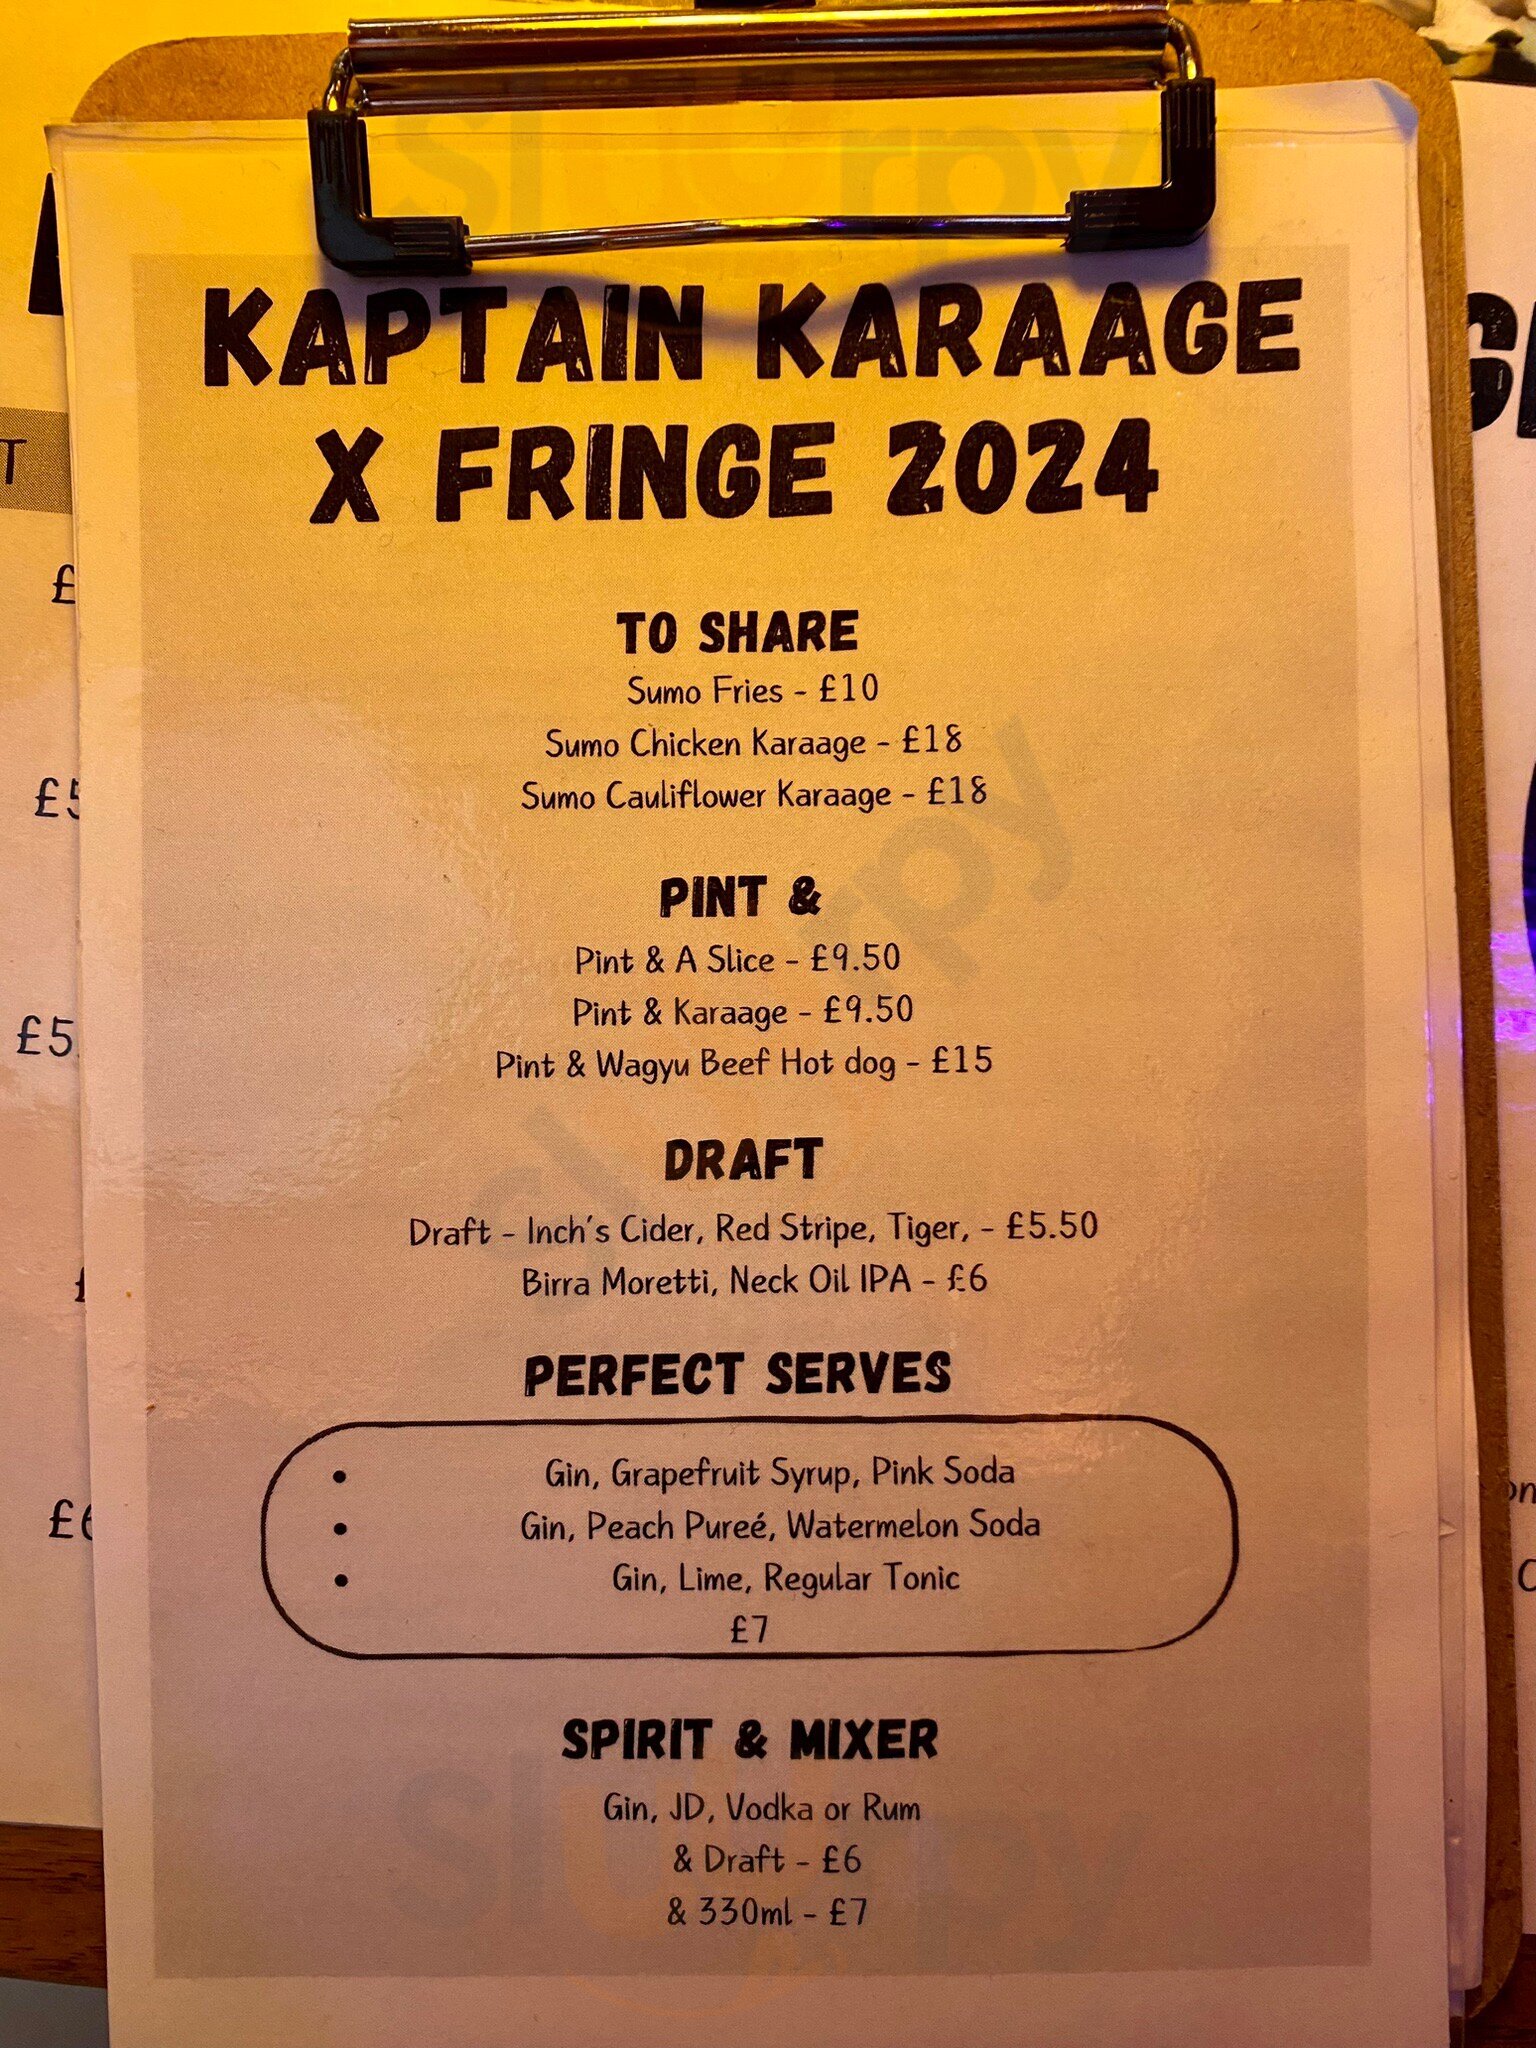 KAPTAIN KARAAGE
X FRINGE 2024
TO SHARE
Sumo Fries - £10
Sumo Chicken Karaage - £18
Sumo Cauliflower Karaage - £18
PINT &
Pint & A Slice - £9.50
Pint & Karaage - £9.50
Pint & Wagyu Beef Hot dog - £15
DRAFT
Draft - Inch's Cider, Red Stripe, Tiger, - £5.50
Birra Moretti, Neck Oil IPA - £6
PERFECT SERVES
• Gin, Grapefruit Syrup, Pink Soda
• Gin, Peach Pureé, Watermelon Soda
• Gin, Lime, Regular Tonic
£7
SPIRIT & MIXER
Gin, JD, Vodka or Rum
& Draft - £6
& 330ml - £7